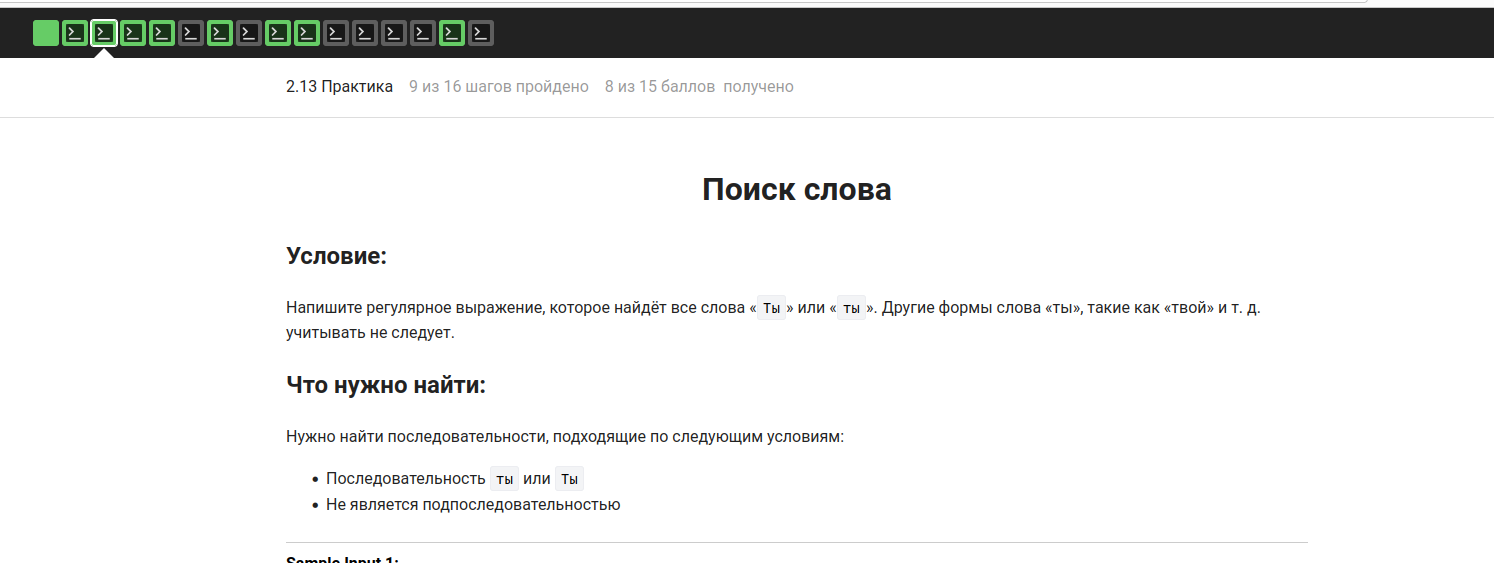 2.13 Практика 9 из 16 шагов пройдено 8 из 15 баллов получено
Поиск слова
Условие:
Напишите регулярное выражение, которое найдёт все слова « Ты » или « ты ». Другие формы слова «ты», такие как «твой» и т. д.
учитывать не следует.
Что нужно найти:
Нужно найти последовательности, подходящие по следующим условиям:
• Последовательность ты или Ты
• Не является подпоследовательностью
Sample Input 1: